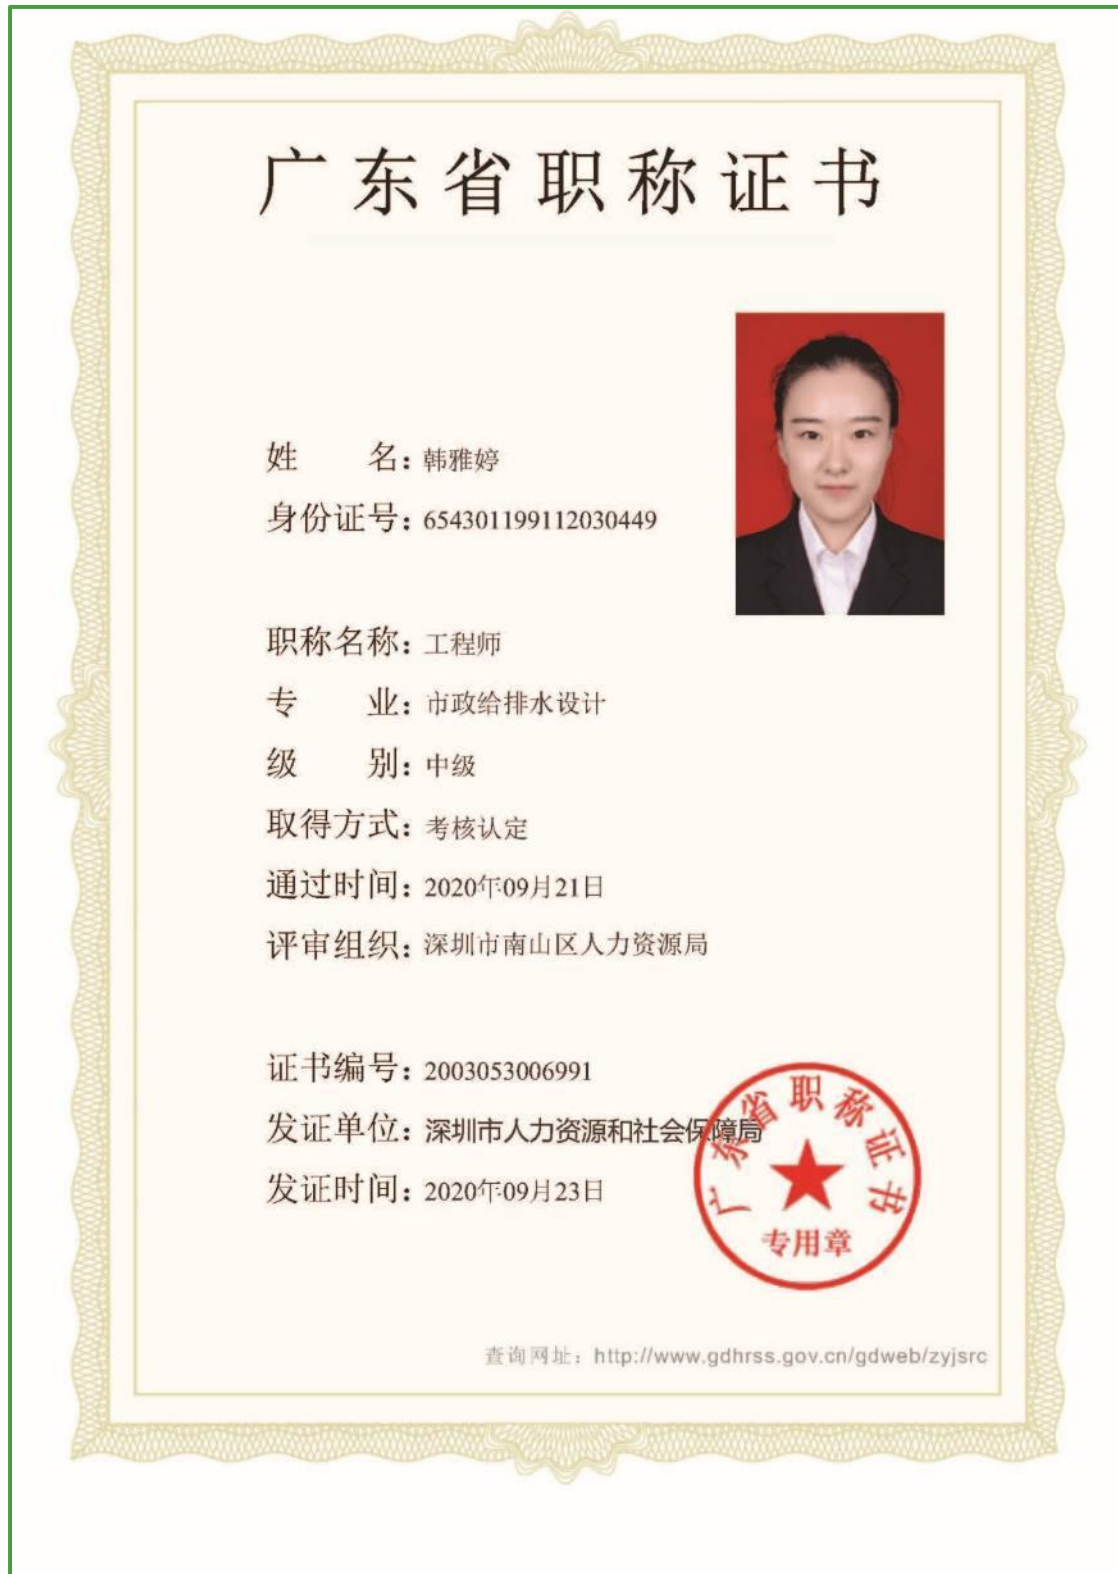 广东省职称证书
姓 名：韩雅婷
身份证号：654301199112030449
职称名称：工程师
专 业：市政给排水设计
级 别：中级
取得方式：考核认定
通过时间：2020年09月21日
评审组织：深圳市南山区人力资源局
证书编号：2003053006991
发证单位：深圳市人力资源和社会保障局
发证时间：2020年09月23日
广东省职称证书
专用章
查询网址：http://www.gdhrss.gov.cn/gdweb/zyjsrc